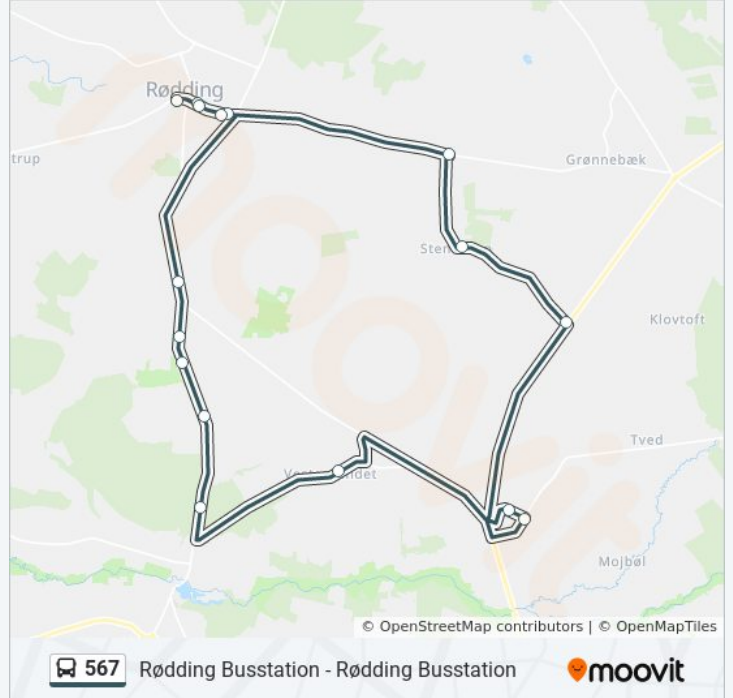 Rødding
trup
Grønnebæk
Klovtoft
Tved
Mojbøl
© OpenStreetMap contributors | © OpenMapTiles
567 Rødding Busstation - Rødding Busstation
moovit